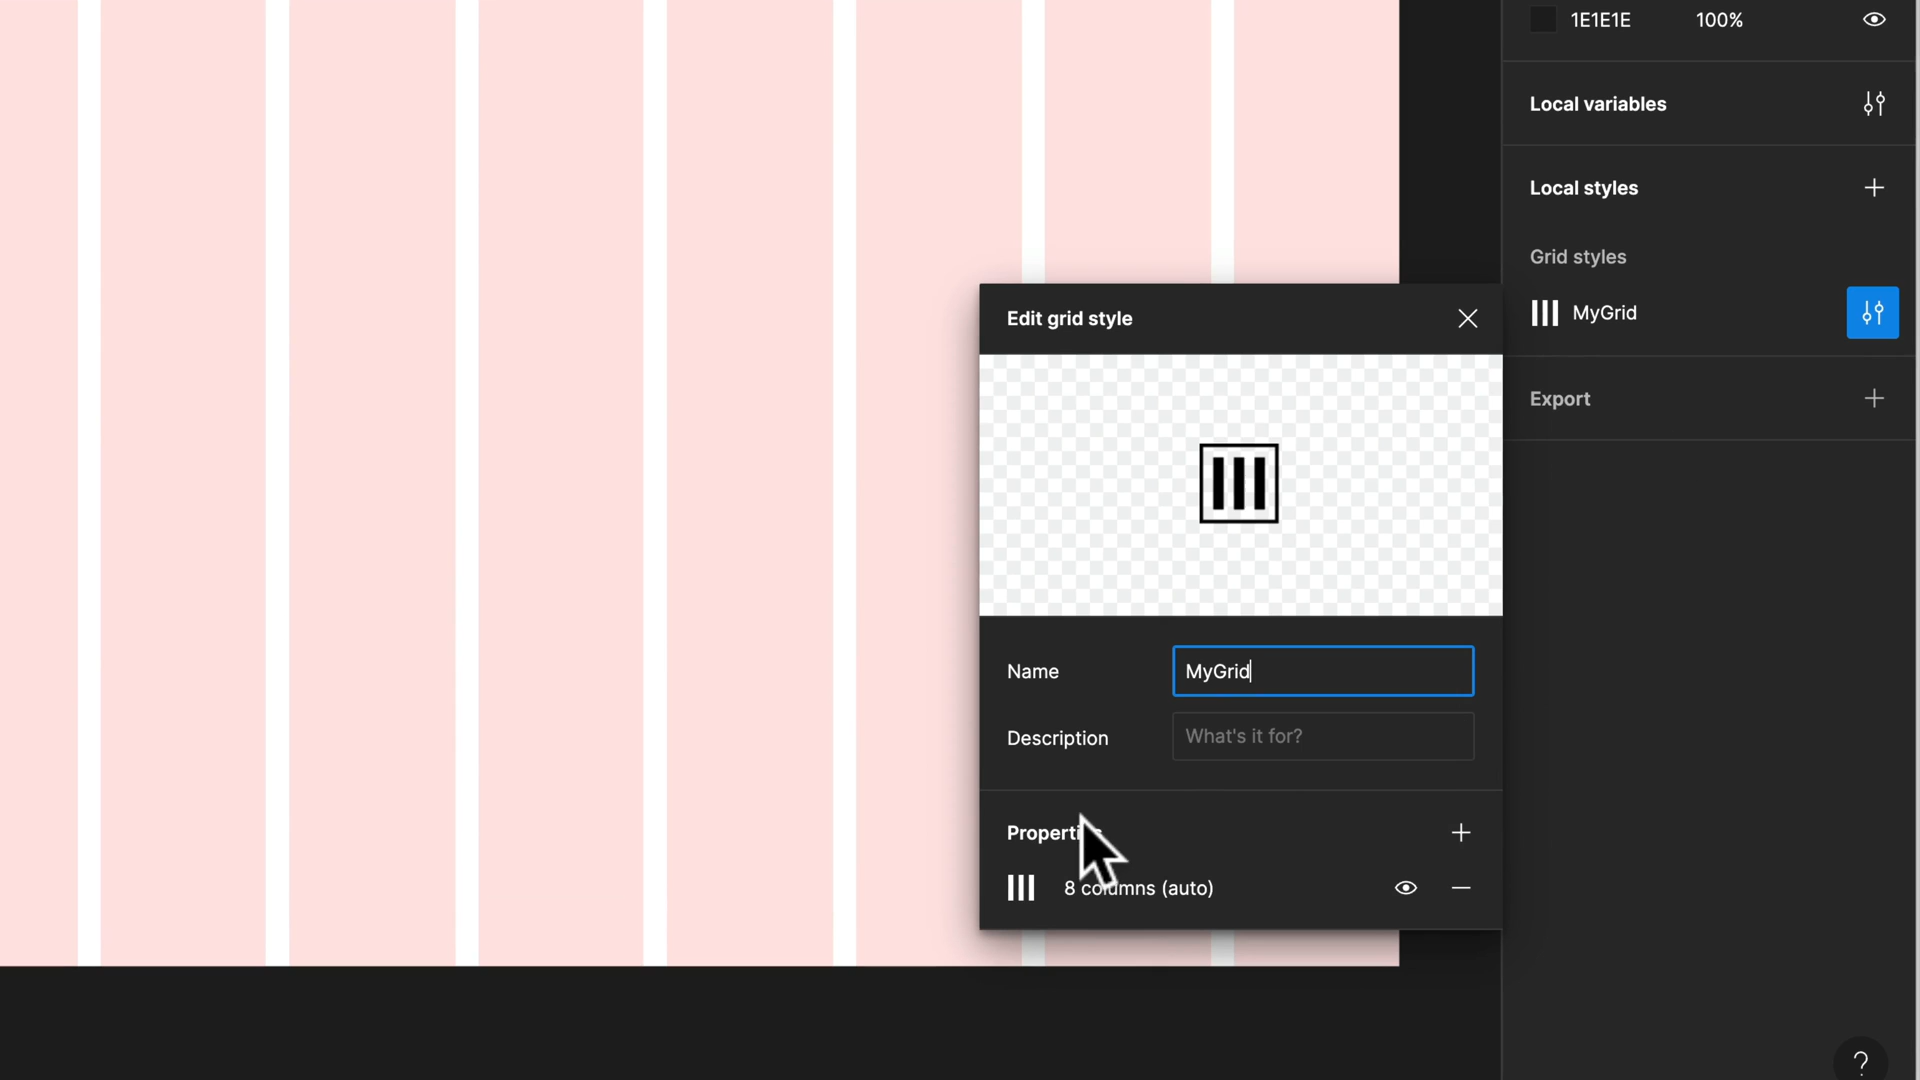 1E1E1E 100%
Local variables
Local styles
Grid styles
MyGrid
Export
Edit grid style
Name MyGrid
Description What's it for?
Properties
8 columns (auto)
?